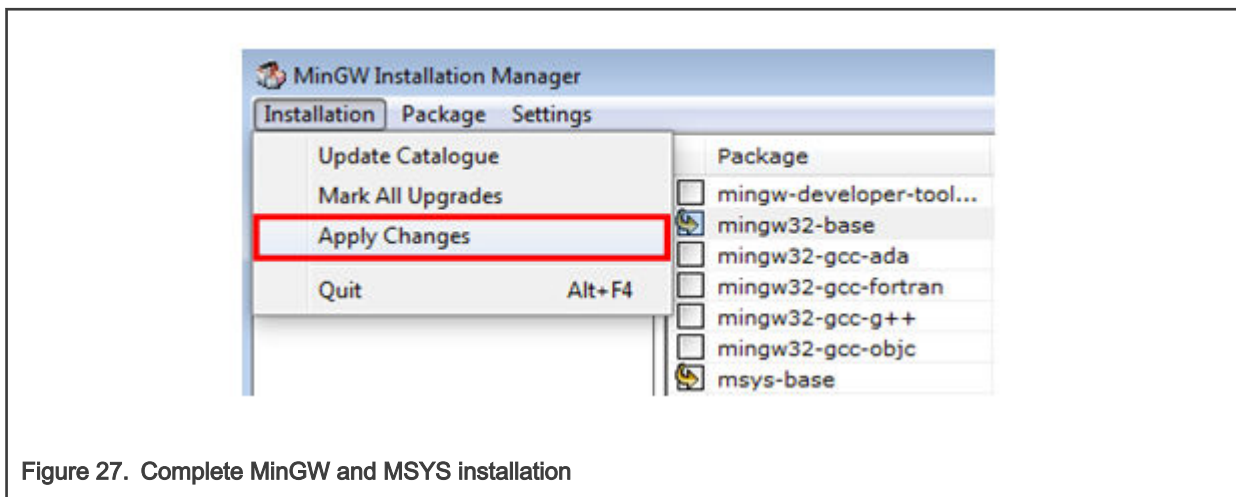 MinGW Installation Manager
Installation Package Settings
Update Catalogue
Mark All Upgrades
Apply Changes
Quit Alt+F4
Package
mingw-developer-tool...
mingw32-base
mingw32-gcc-ada
mingw32-gcc-fortran
mingw32-gcc-g++
mingw32-gcc-objc
msys-base
Figure 27. Complete MinGW and MSYS installation